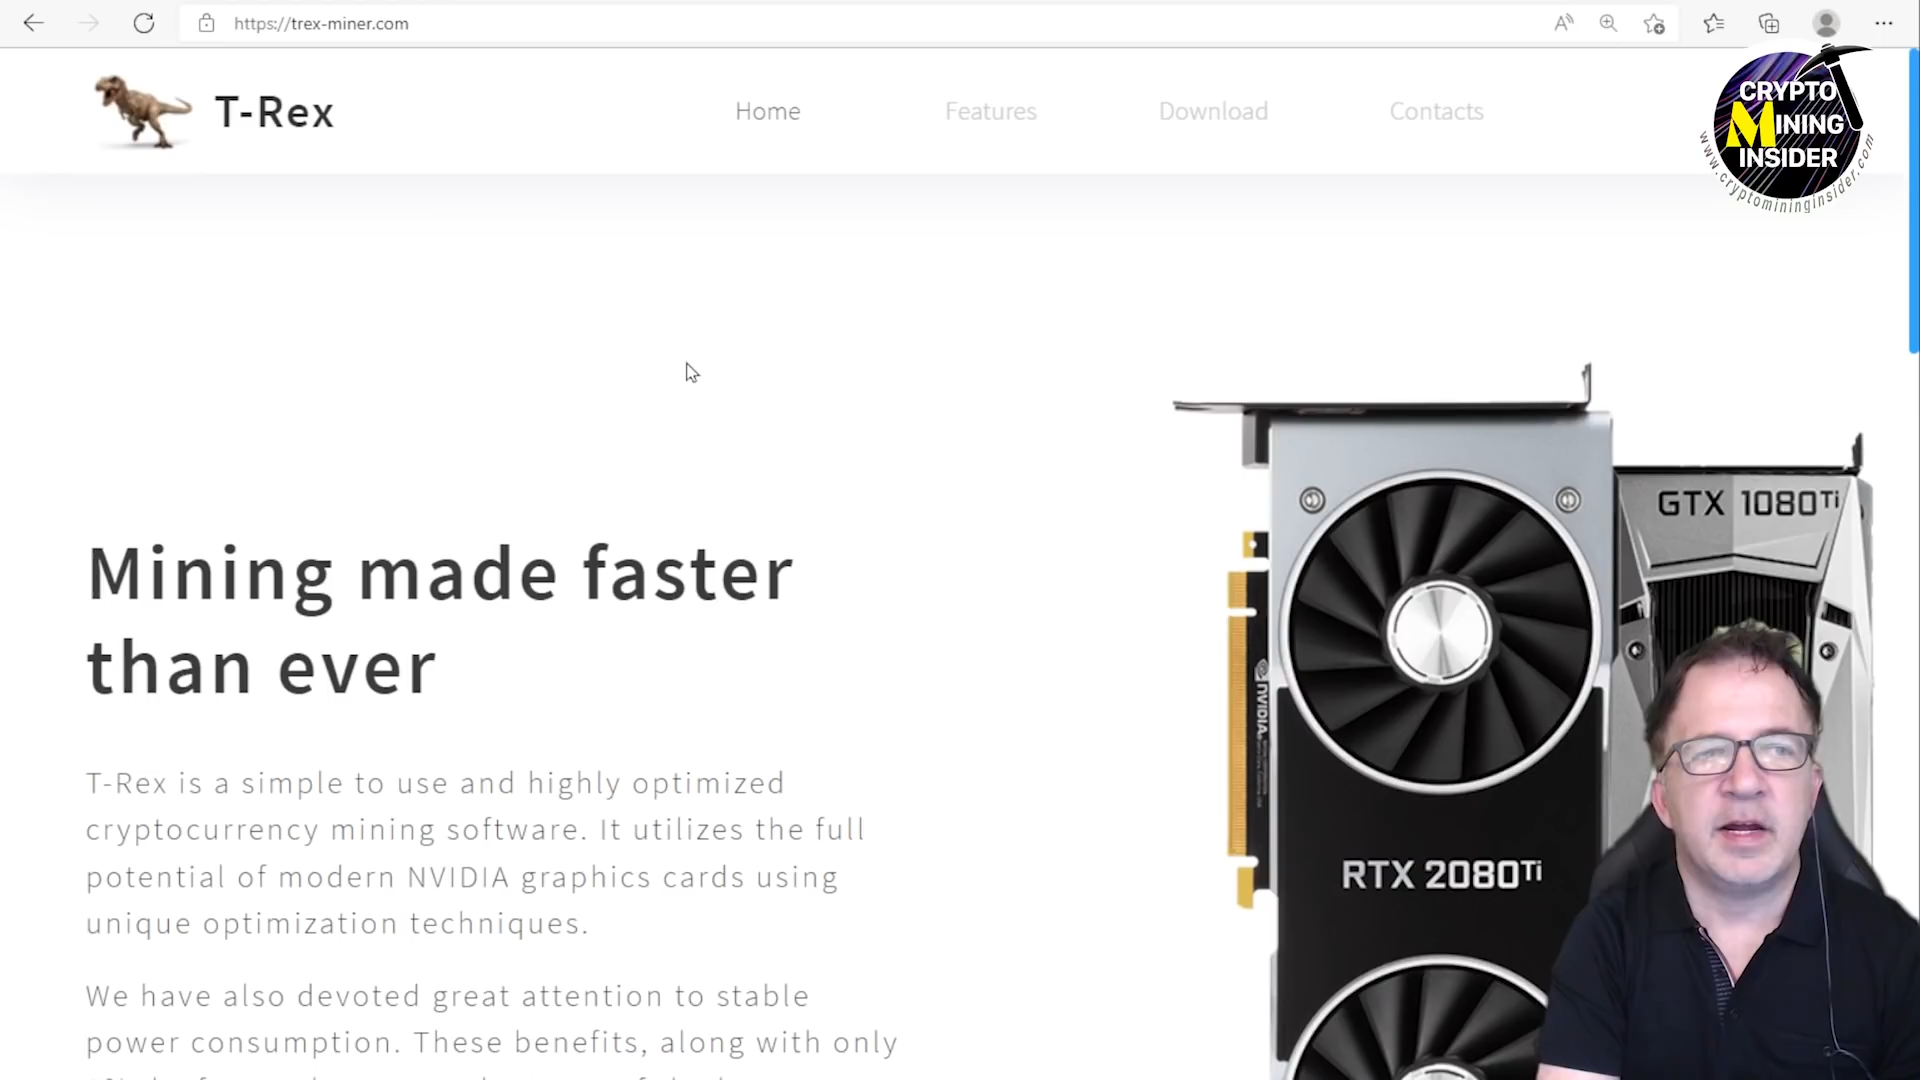 https://trex-miner.com
T-Rex
Home
Features
Download
Contacts
CRYPTO
MINING
INSIDER
www.cryptomininginsider.com
Mining made faster
than ever
T-Rex is a simple to use and highly optimized
cryptocurrency mining software. It utilizes the full
potential of modern NVIDIA graphics cards using
unique optimization techniques.
We have also devoted great attention to stable
power consumption. These benefits, along with only
GTX 1080Ti
NVIDIA
RTX 2080Ti